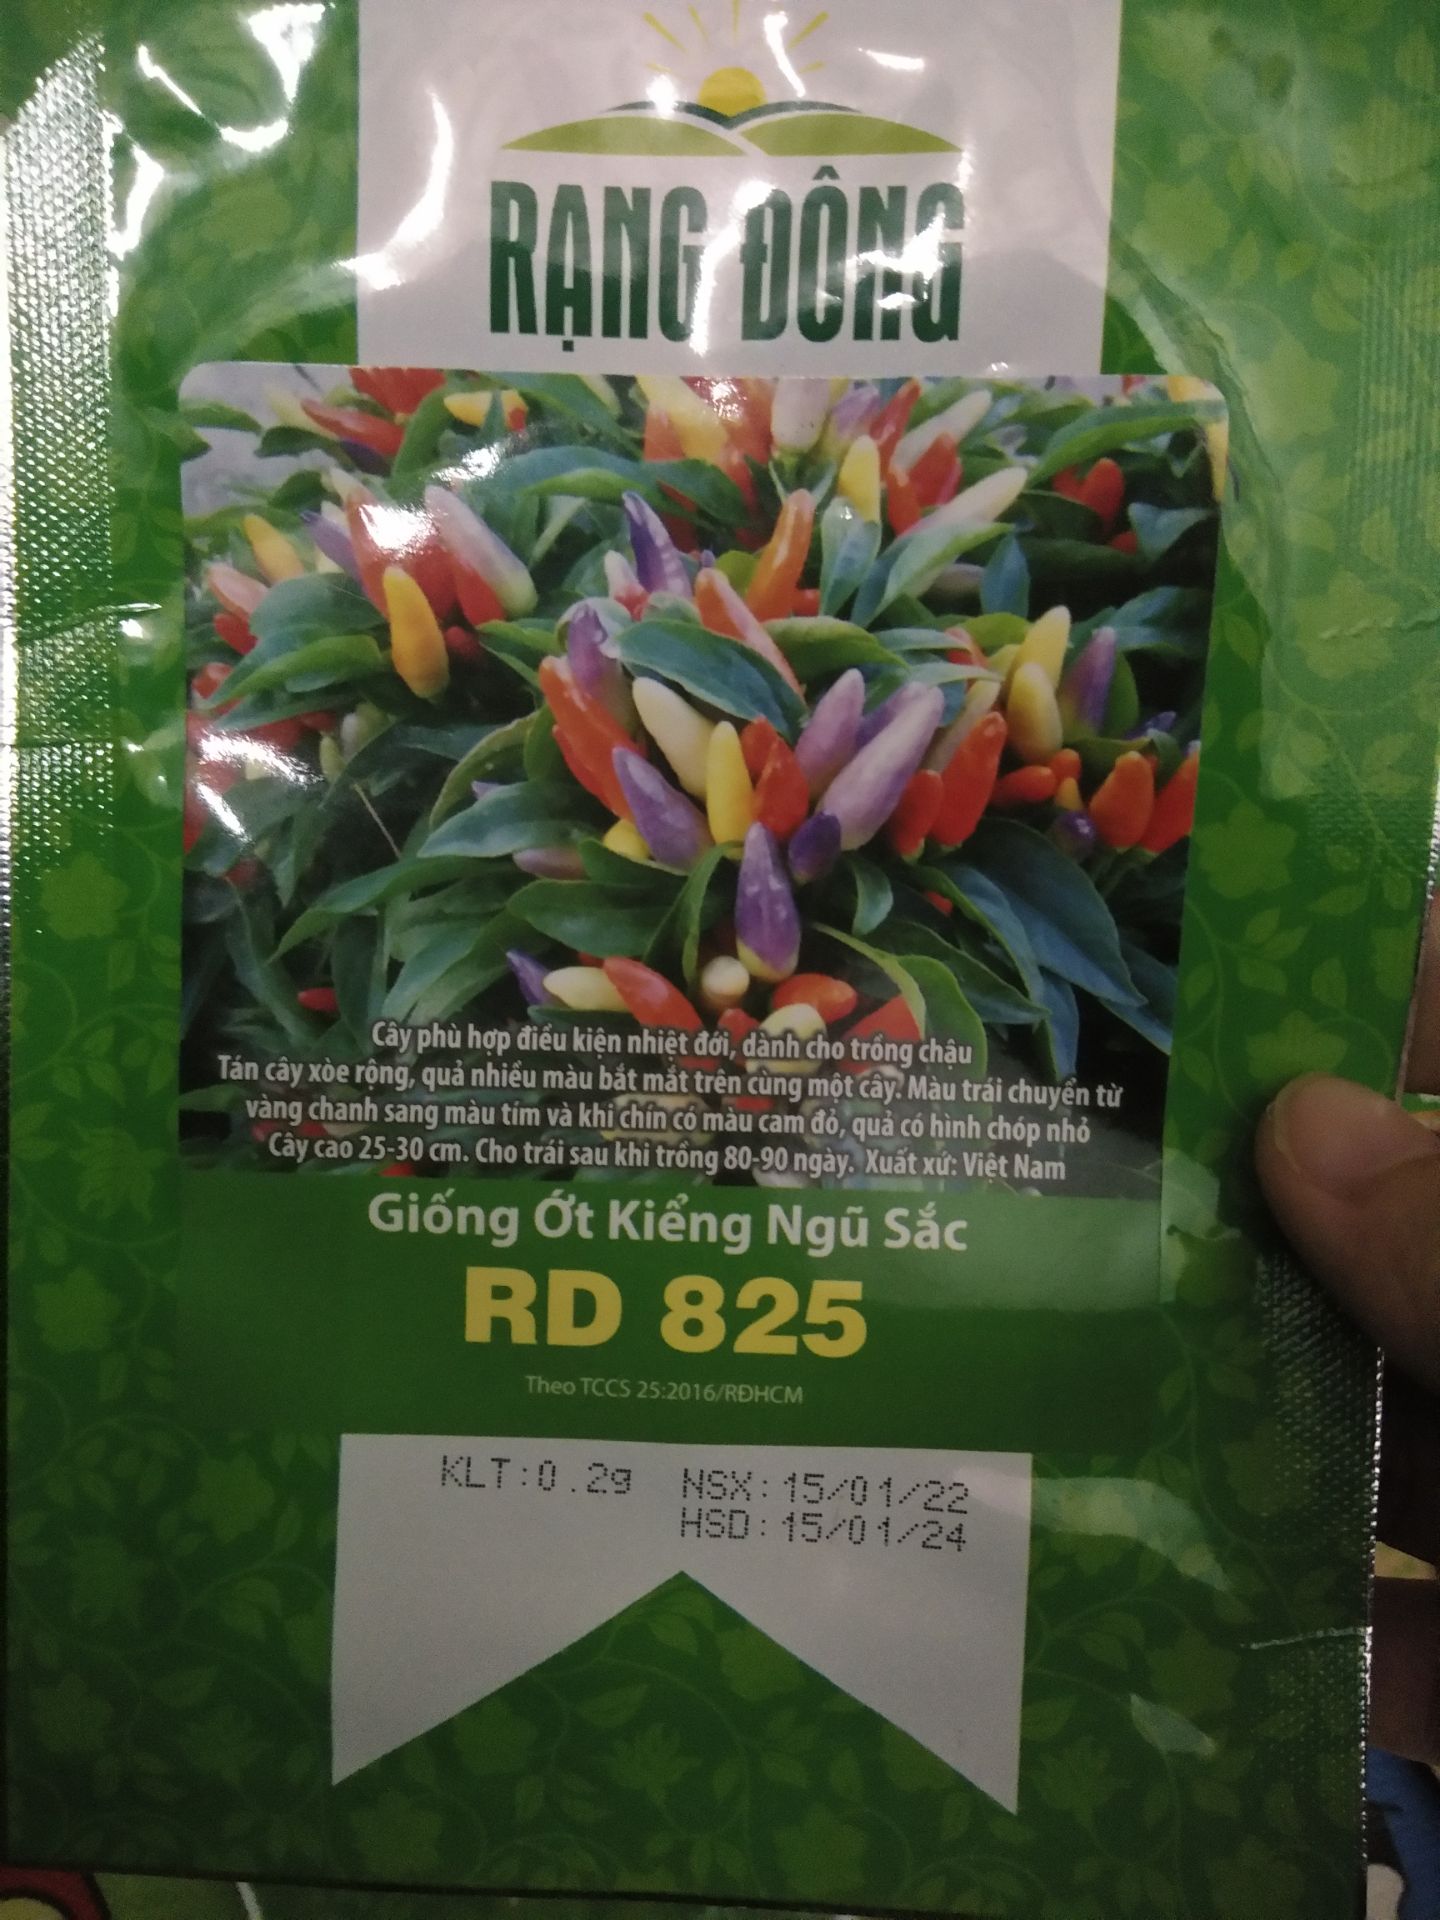 RẠNG ĐÔNG
Cây phù hợp điều kiện nhiệt đới, dành cho trồng chậu
Tán cây xòe rộng, quả nhiều màu bắt mắt trên cùng một cây. Màu trái chuyển từ
vàng chanh sang màu tím và khi chín có màu cam đỏ, quả có hình chóp nhỏ
Cây cao 25-30 cm. Cho trái sau khi trồng 80-90 ngày. Xuất xứ: Việt Nam
Giống Ớt Kiểng Ngũ Sắc
RD 825
Theo TCCS 25:2016/RĐHCM
KLT:0.2g NSX:15/01/22
HSD:15/01/24